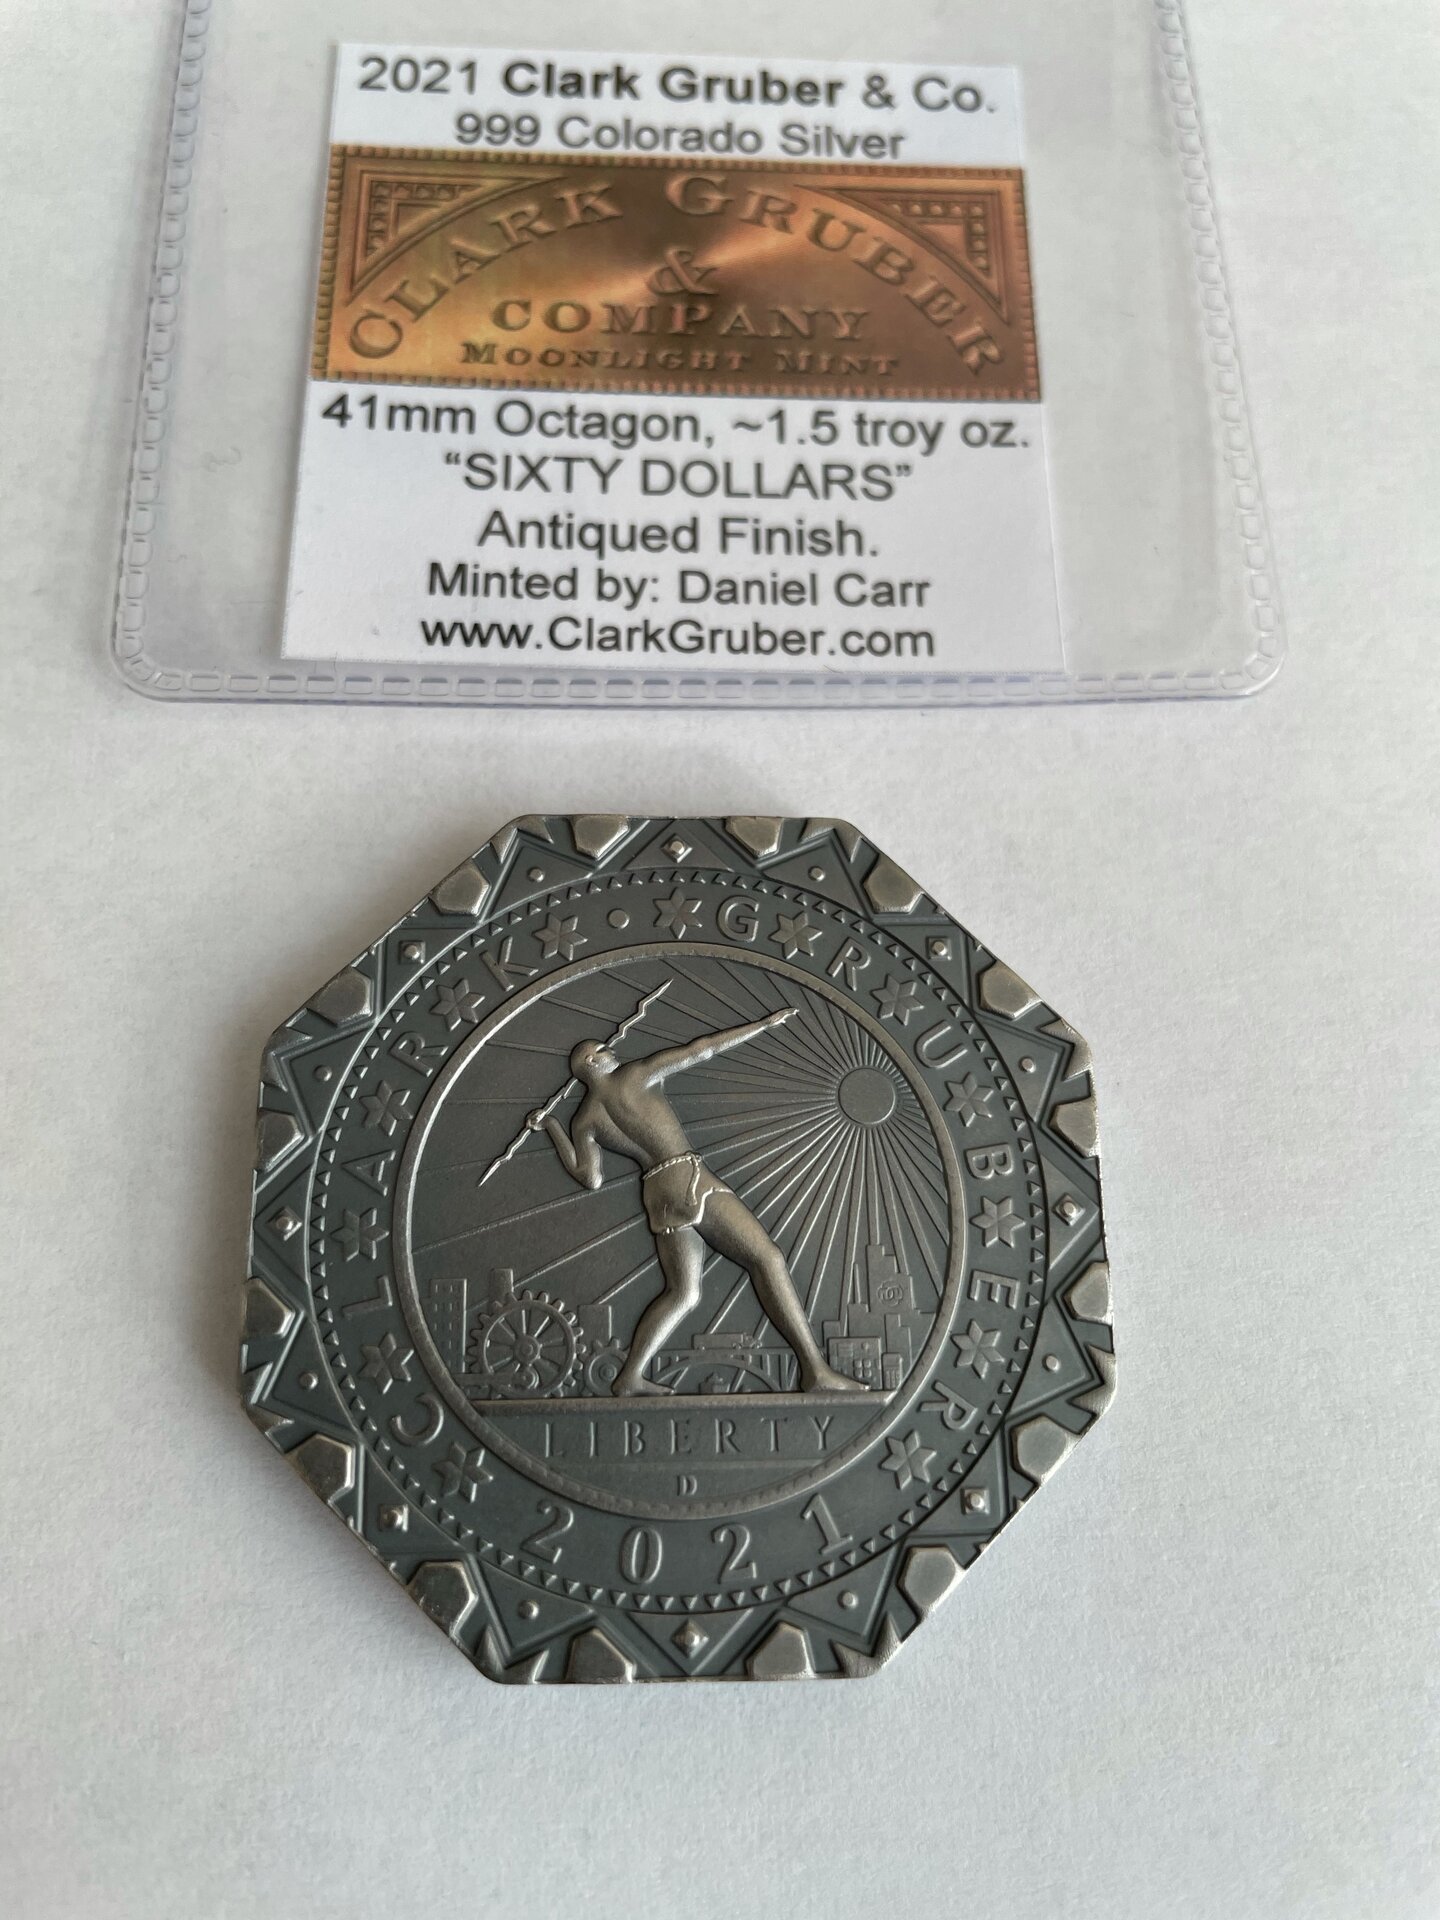 2021 Clark Gruber & Co.
999 Colorado Silver
CLARK GRUBER
&
COMPANY
MOONLIGHT MINT
41mm Octagon, ~1.5 troy oz.
“SIXTY DOLLARS”
Antiqued Finish.
Minted by: Daniel Carr
www.ClarkGruber.com
CLARK · GRUBER
LIBERTY
D
2021